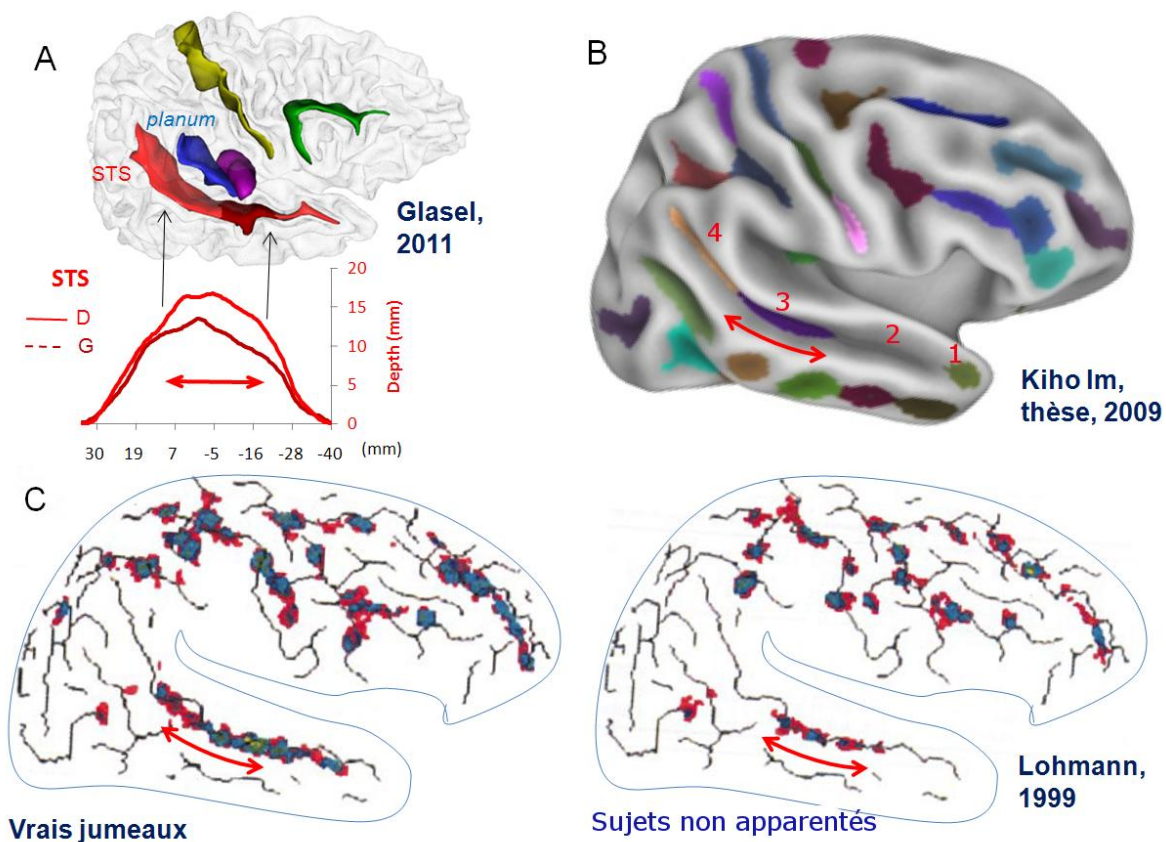 A
planum
STS
Glasel,
2011
STS
D
G
20
15
10
5
0
Depth (mm)
30 19 7 -5 -16 -28 -40 (mm)
B
4
3
2
1
Kiho Im,
thèse, 2009
C
Vrais jumeaux
Sujets non apparentés
Lohmann,
1999